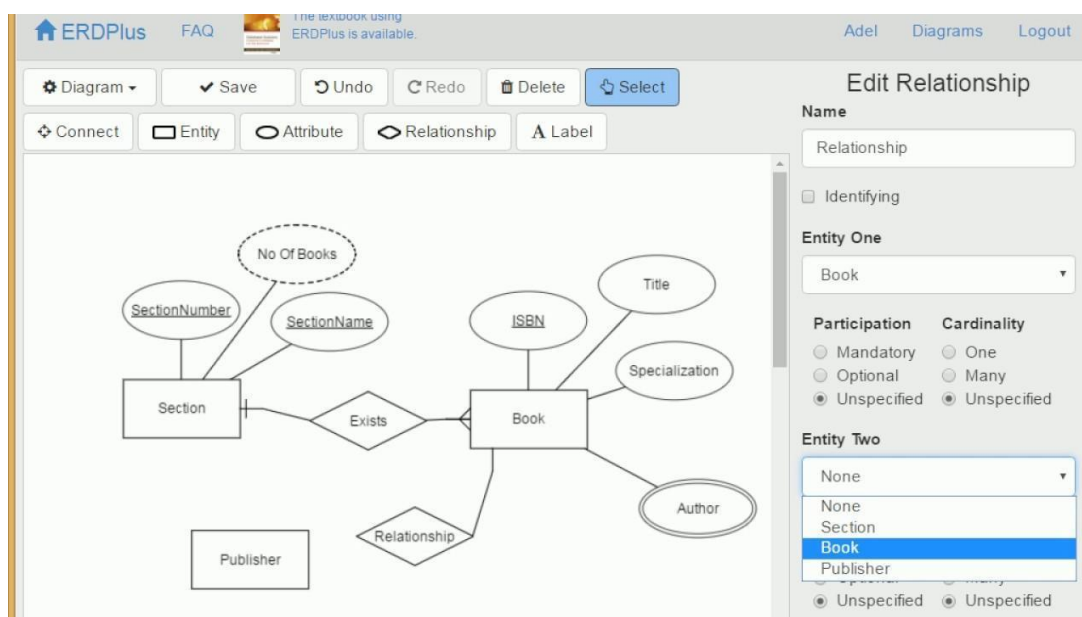 ERDPlus
FAQ
The textbook using
ERDPlus is available.
Adel
Diagrams
Logout
Diagram
Save
Undo
Redo
Delete
Select
Connect
Entity
Attribute
Relationship
A Label
Edit Relationship
Name
Relationship
Identifying
Entity One
Book
Participation Cardinality
Mandatory One
Optional Many
Unspecified Unspecified
Entity Two
None
None
Section
Book
Publisher
Optional Many
Unspecified Unspecified
No Of Books
SectionNumber
SectionName
Section
Exists
ISBN
Title
Specialization
Book
Author
Relationship
Publisher